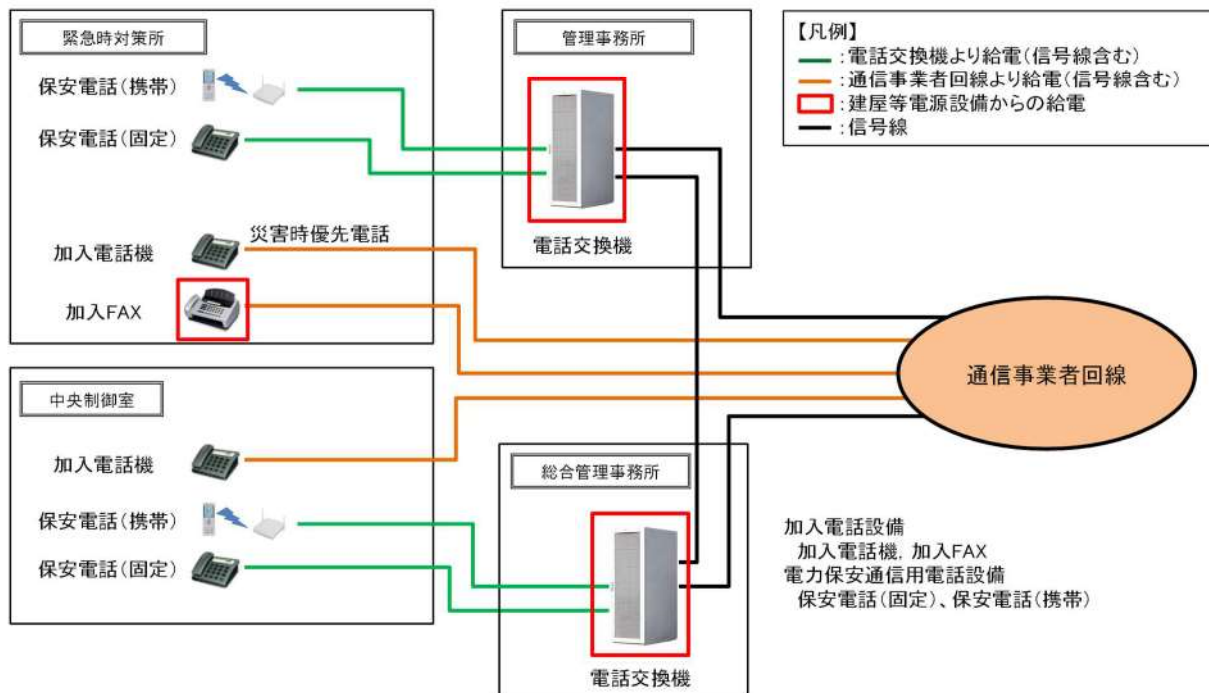 緊急時対策所
保安電話(携帯)
保安電話(固定)
加入電話機
災害時優先電話
加入FAX
管理事務所
電話交換機
【凡例】
:電話交換機より給電(信号線含む)
:通信事業者回線より給電(信号線含む)
:建屋等電源設備からの給電
:信号線
通信事業者回線
中央制御室
加入電話機
保安電話(携帯)
保安電話(固定)
総合管理事務所
電話交換機
加入電話設備
加入電話機, 加入FAX
電力保安通信用電話設備
保安電話(固定)、保安電話(携帯)